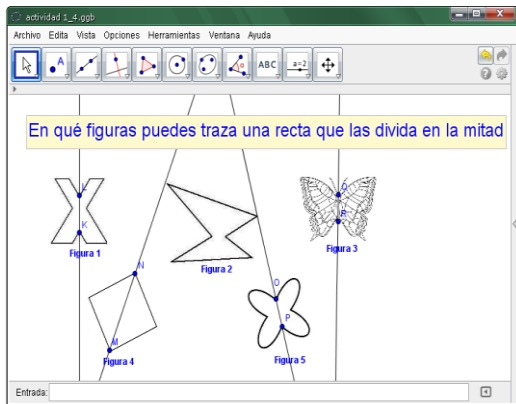 actividad 1_4.ggb
Archivo Edita Vista Opciones Herramientas Ventana Ayuda
A ABC a=2
En qué figuras puedes traza una recta que las divida en la mitad
L
K
Figura 1
Figura 2
Q
R
Figura 3
N
M
Figura 4
O
P
Figura 5
Entrada: